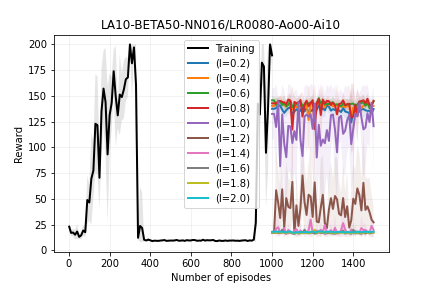 LA10-BETA50-NN016/LR0080-Ao00-Ai10
200
175
150
125
100
75
50
25
0
Reward
Training
(l=0.2)
(l=0.4)
(l=0.6)
(l=0.8)
(l=1.0)
(l=1.2)
(l=1.4)
(l=1.6)
(l=1.8)
(l=2.0)
0 200 400 600 800 1000 1200 1400
Number of episodes